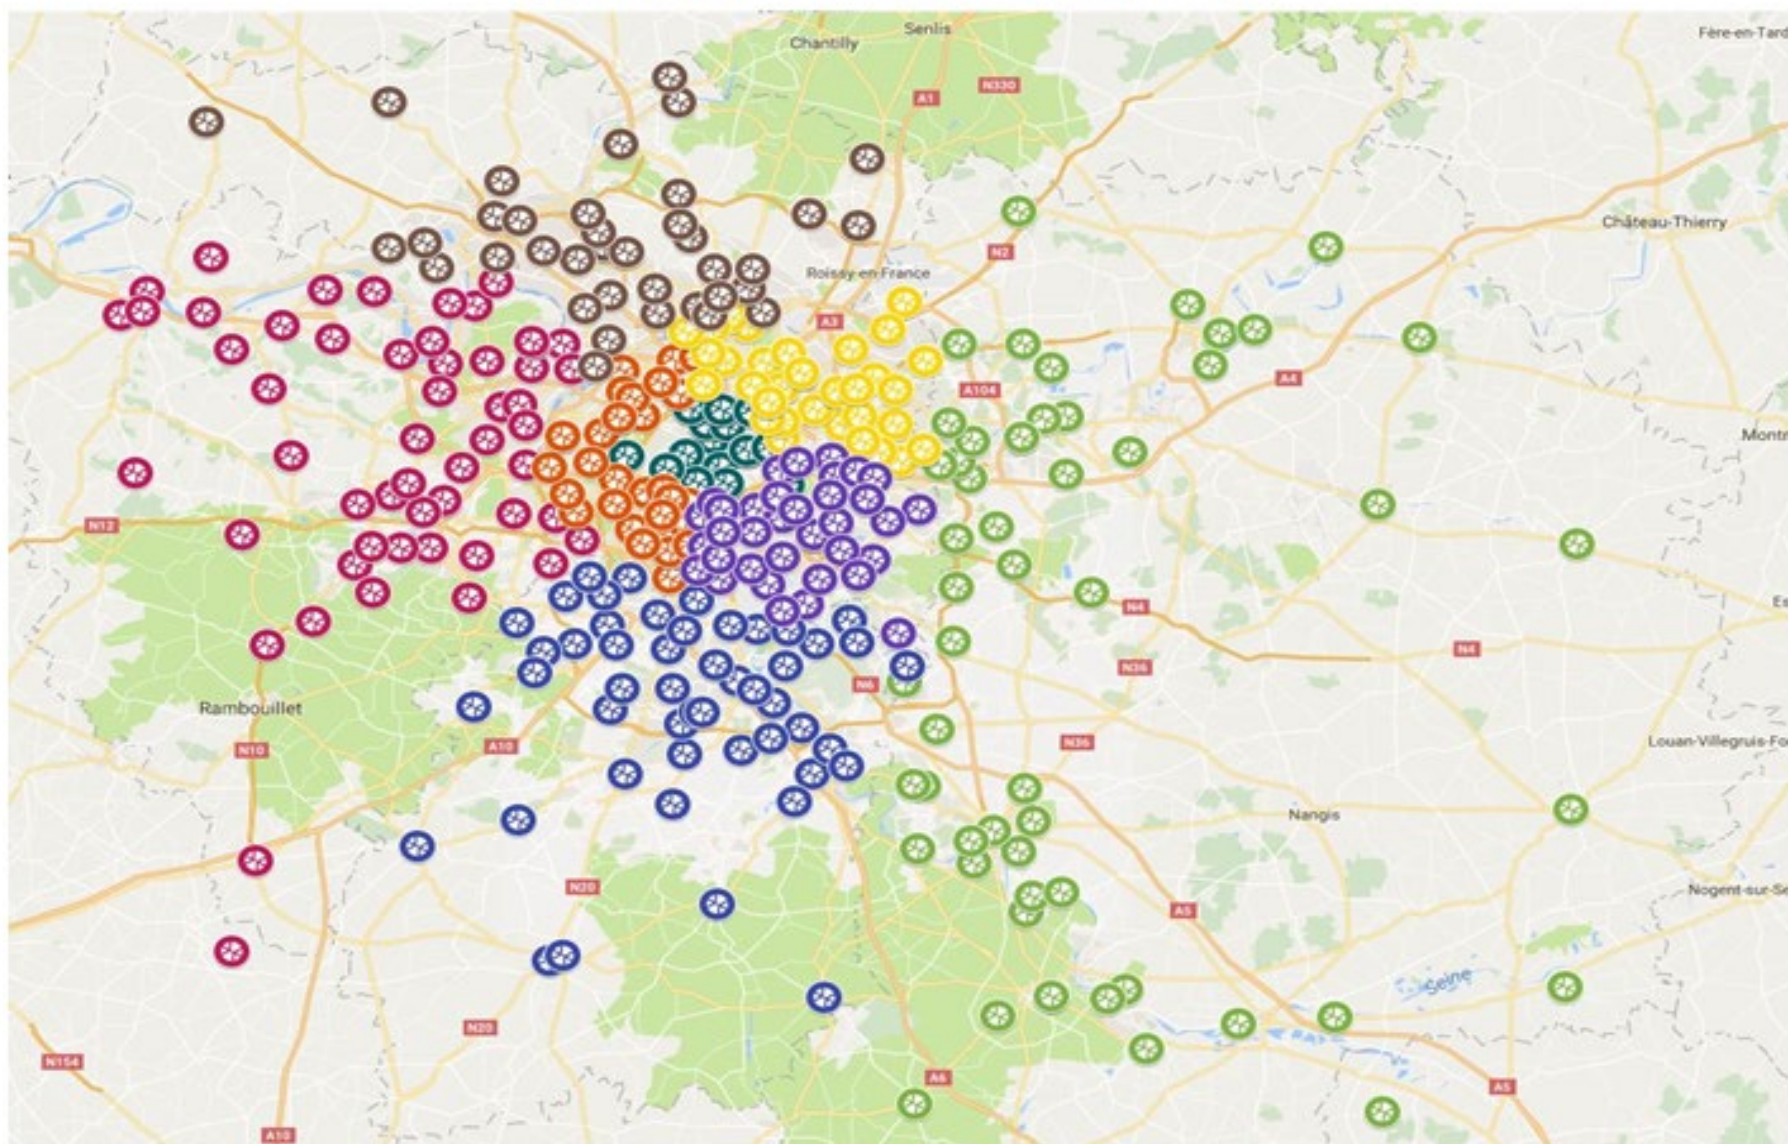 Senlis
Chantilly
Fère-en-Tard
N330
A1
Château-Thierry
N2
Roissy-en-France
A3
A104
A4
Montr
N12
Es
N4
N4
N36
N6
Rambouillet
N10
A10
N36
Louan-Villegruis-Fo
Nangis
N20
Nogent-sur-Se
A5
Seine
N20
N154
A6
A5
A10